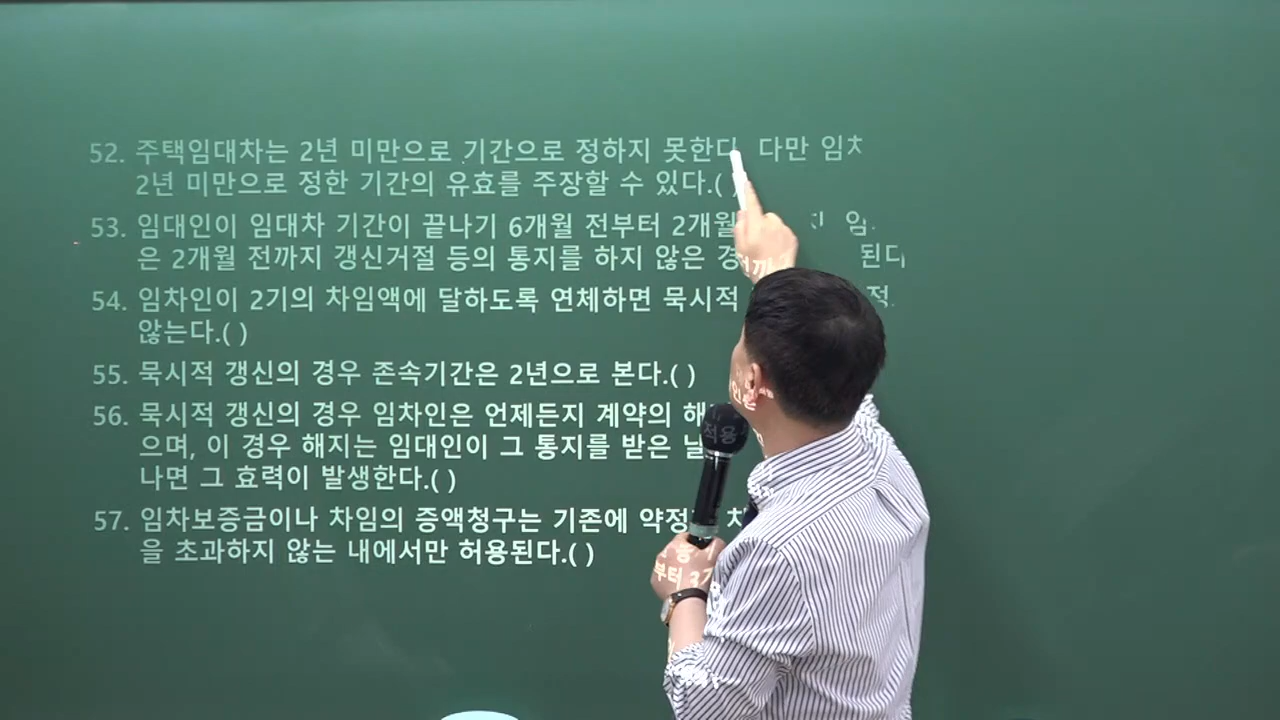 52. 주택임대차는 2년 미만으로 기간으로 정하지 못한다. 다만
2년 미만으로 정한 기간의 유효를 주장할 수 있다.( )
53. 임대인이 임대차 기간이 끝나기 6개월 전부터 2개월
은 2개월 전까지 갱신거절 등의 통지를 하지 않은 된다
54. 임차인이 2기의 차임액에 달하도록 연체하면 묵시적
않는다.( )
55. 묵시적 갱신의 경우 존속기간은 2년으로 본다.( )
56. 묵시적 갱신의 경우 임차인은 언제든지 계약의
으며, 이 경우 해지는 임대인이 그 통지를 받은 날
나면 그 효력이 발생한다.( )
57. 임차보증금이나 차임의 증액청구는 기존에
을 초과하지 않는 내에서만 허용된다.( )
적용
부터